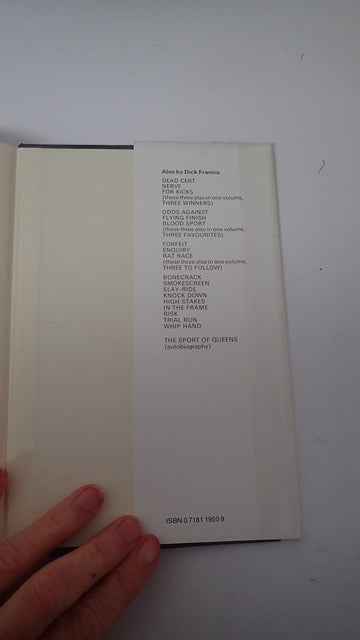 Also by Dick Francis
DEAD CERT
NERVE
FOR KICKS
(these three also in one volume,
THREE WINNERS)
ODDS AGAINST
FLYING FINISH
BLOOD SPORT
(these three also in one volume,
THREE FAVOURITES)
FORFEIT
ENQUIRY
RAT RACE
(these three also in one volume,
THREE TO FOLLOW)
BONECRACK
SMOKESCREEN
SLAY-RIDE
KNOCK DOWN
HIGH STAKES
IN THE FRAME
RISK
TRIAL RUN
WHIP HAND
THE SPORT OF QUEENS
(autobiography)
ISBN 0 7181 1950 9